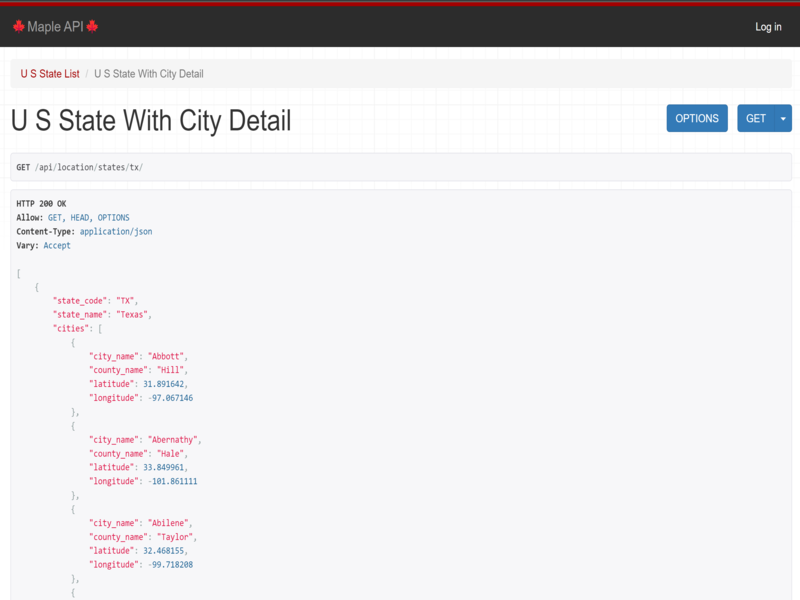 Maple API
Log in
U S State List / U S State With City Detail
U S State With City Detail
OPTIONS
GET
GET /api/location/states/tx/
HTTP 200 OK
Allow: GET, HEAD, OPTIONS
Content-Type: application/json
Vary: Accept
[
{
"state_code": "TX",
"state_name": "Texas",
"cities": [
{
"city_name": "Abbott",
"county_name": "Hill",
"latitude": 31.891642,
"longitude": -97.067146
},
{
"city_name": "Abernathy",
"county_name": "Hale",
"latitude": 33.849961,
"longitude": -101.861111
},
{
"city_name": "Abilene",
"county_name": "Taylor",
"latitude": 32.468155,
"longitude": -99.718208
},
{